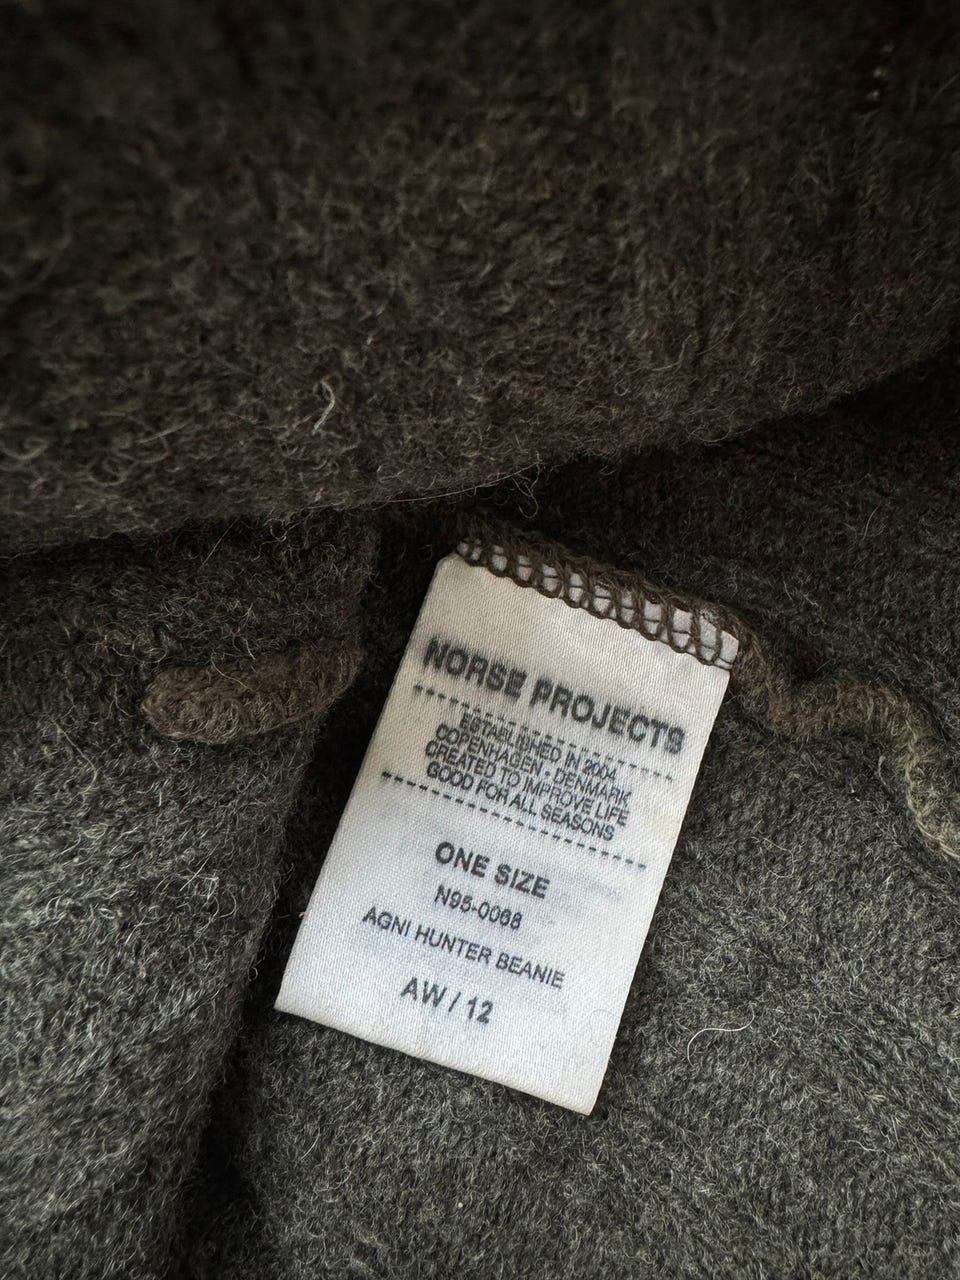 NORSE PROJECTS
ESTABLISHED IN 2004
COPENHAGEN - DENMARK
CREATED TO IMPROVE LIFE
GOOD FOR ALL SEASONS
ONE SIZE
N95-0068
AGNI HUNTER BEANIE
AW / 12